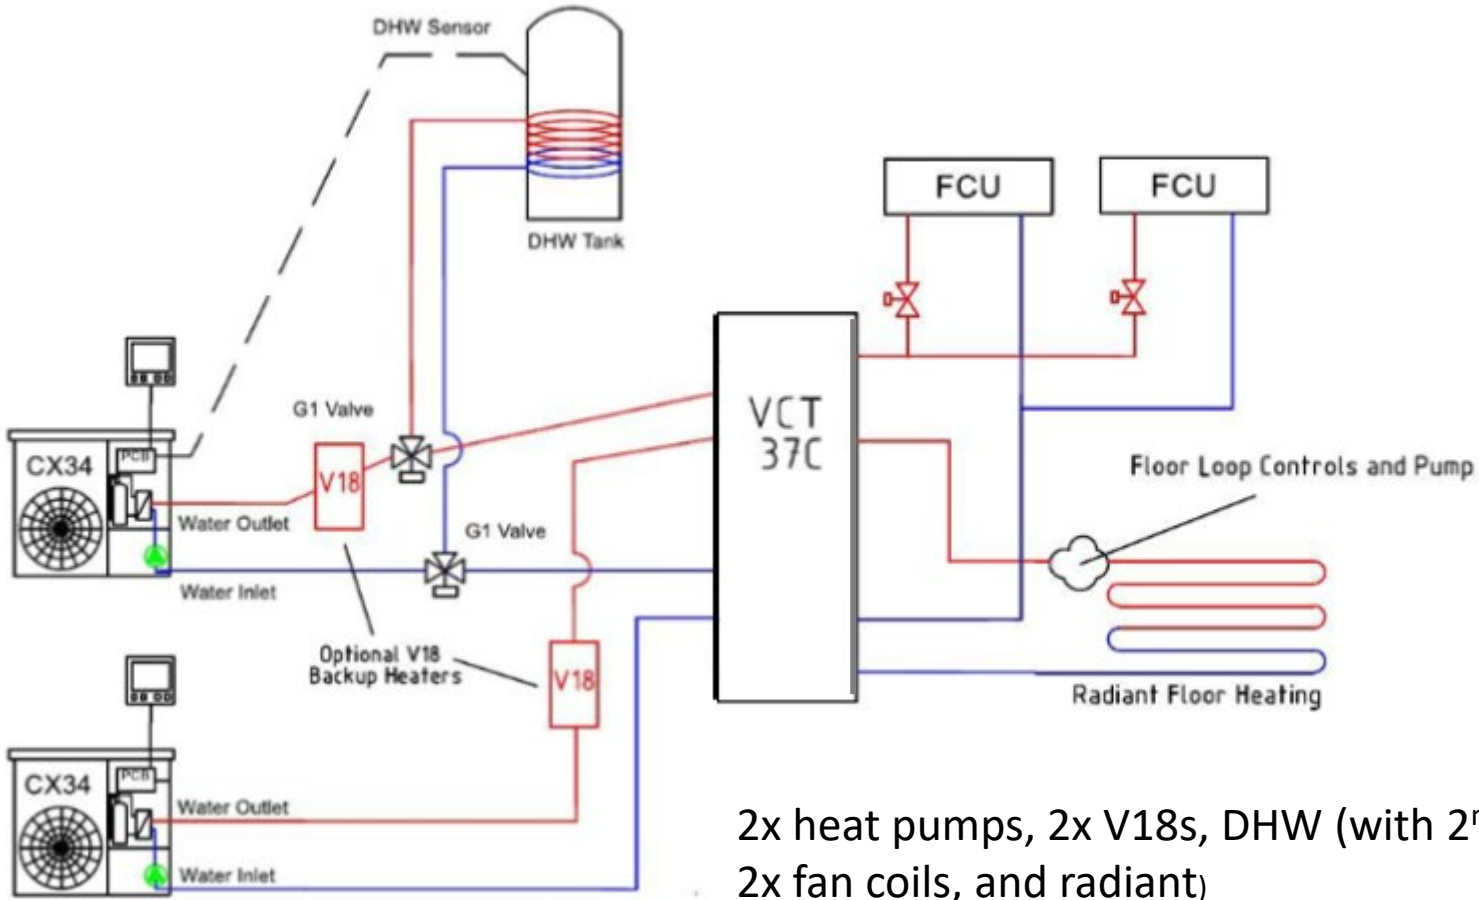 DHW Sensor
DHW Tank
FCU
FCU
G1 Valve
CX34
PCB
V18
Water Outlet
VCT
37C
Floor Loop Controls and Pump
G1 Valve
Water Inlet
Optional V18
Backup Heaters
V18
Radiant Floor Heating
CX34
PCB
Water Outlet
Water Inlet
2x heat pumps, 2x V18s, DHW (with 2
2x fan coils, and radiant)